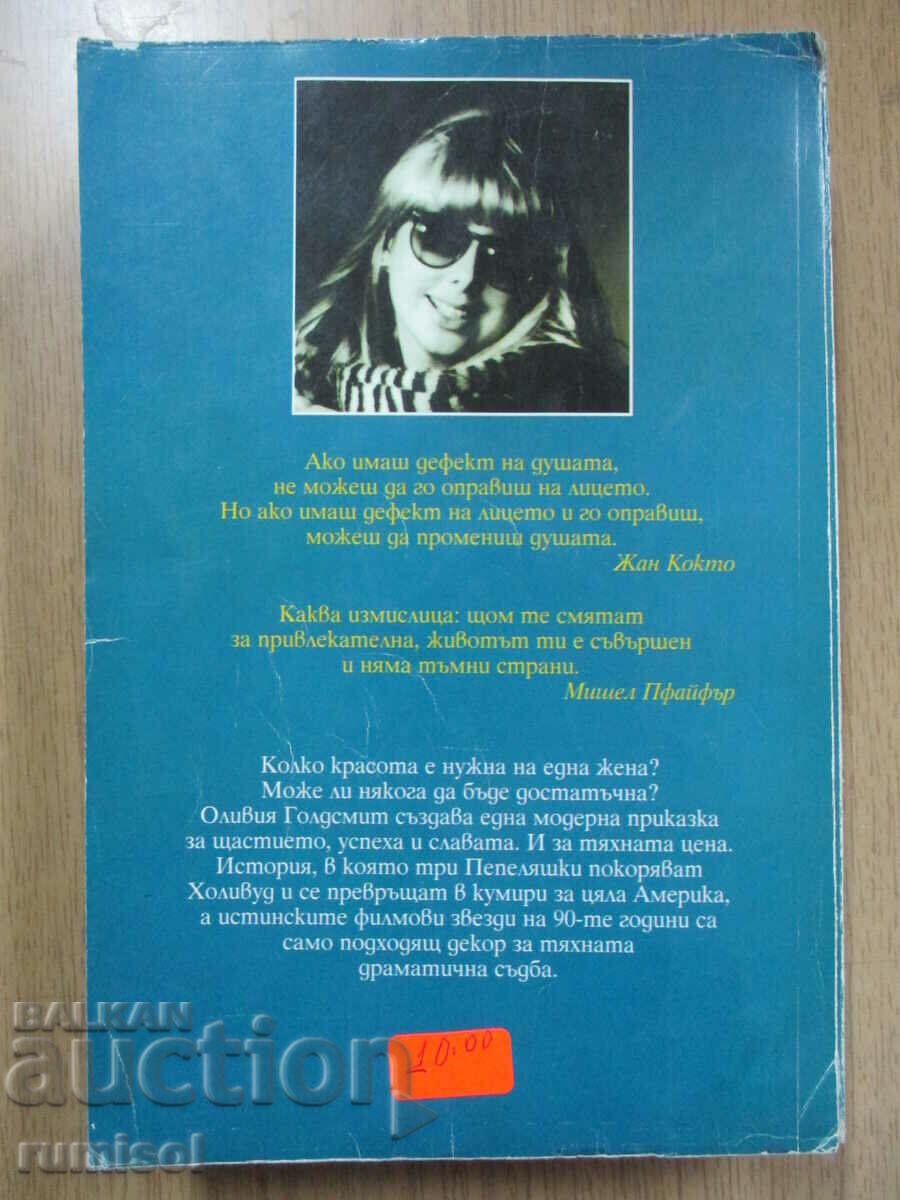 Ако имаш дефект на душата,
не можеш да го оправиш на лицето.
Но ако имаш дефект на лицето и го оправиш,
можеш да промениш душата.
Жан Кокто
Каква измислица: щом те смятат
за привлекателна, животът ти е съвършен
и няма тъмни страни.
Мишел Пфайфър
Колко красота е нужна на една жена?
Може ли някога да бъде достатъчна?
Оливия Голдсмит създава една модерна приказка
за щастието, успеха и славата. И за тяхната цена.
История, в която три Пепеляшки покоряват
Холивуд и се превръщат в кумири за цяла Америка,
а истинските филмови звезди на 90-те години са
само подходящ декор за тяхната
драматична съдба.
BALKAN
auction
10.00
rumisol